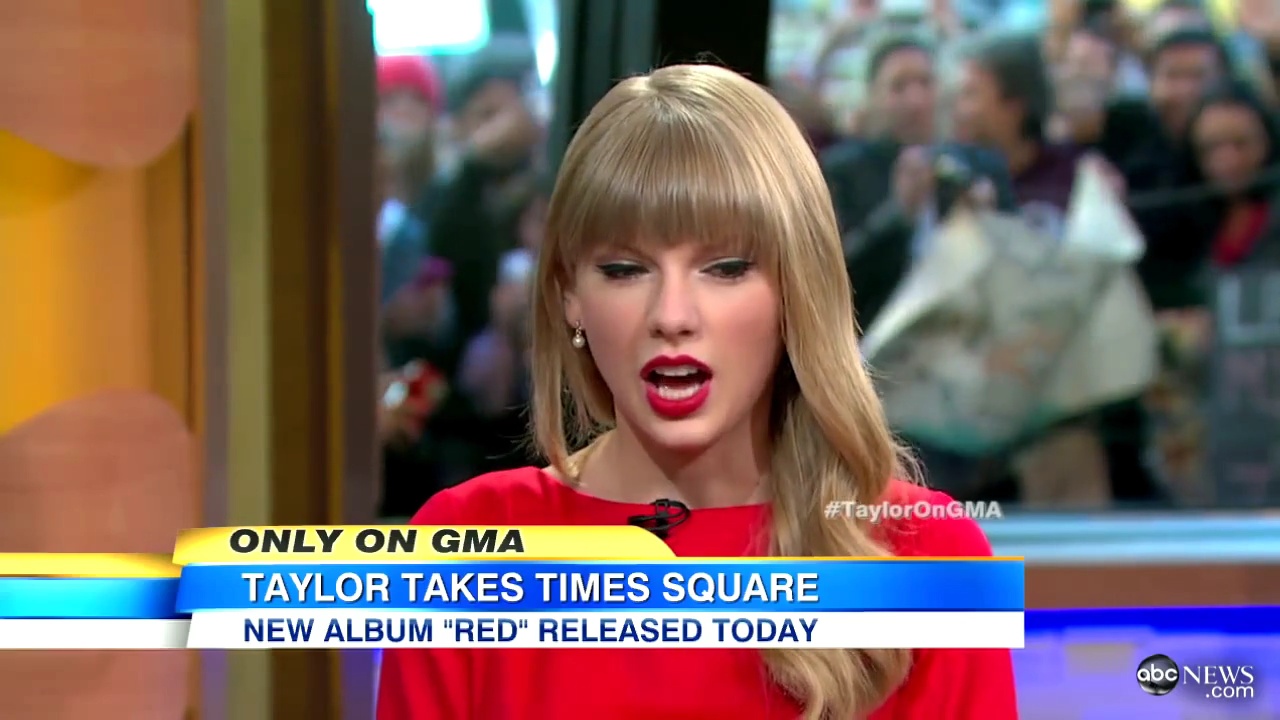 #TaylorOnGMA
ONLY ON GMA
TAYLOR TAKES TIMES SQUARE
NEW ALBUM "RED" RELEASED TODAY
abc NEWS
.com